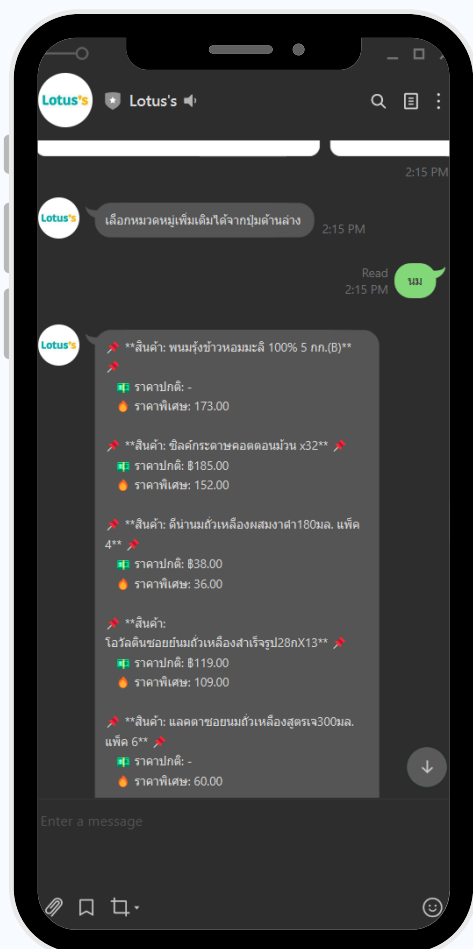 Lotus's
Lotus's
2:15 PM
Lotus's
เลือกหมวดหมู่เพิ่มเติมได้จากปุ่มด้านล่าง
2:15 PM
Read
2:15 PM
นม
Lotus's
**สินค้า: พนมรุ้งข้าวหอมมะลิ 100% 5 กก.(B)**
ราคาปกติ: -
ราคาพิเศษ: 173.00
**สินค้า: ซิลค์กระดาษคอตตอนม้วน x32**
ราคาปกติ: ฿185.00
ราคาพิเศษ: 152.00
**สินค้า: ดีน่านมถั่วเหลืองผสมงาดำ180มล. แพ็ค
4**
ราคาปกติ: ฿38.00
ราคาพิเศษ: 36.00
**สินค้า:
โอวัลตินซอยย์นมถั่วเหลืองสำเร็จรูป28กX13**
ราคาปกติ: ฿119.00
ราคาพิเศษ: 109.00
**สินค้า: แลคตาซอยนมถั่วเหลืองสูตรเจ300มล.
แพ็ค 6**
ราคาปกติ: -
ราคาพิเศษ: 60.00
Enter a message